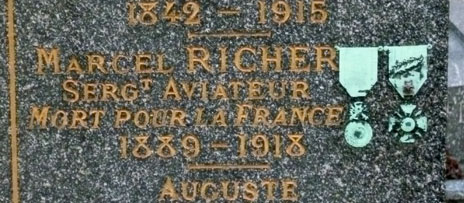 1842 - 1915
MARCEL RICHER
SERGT AVIATEUR
MORT POUR LA FRANCE
1889 - 1918
AUGUSTE